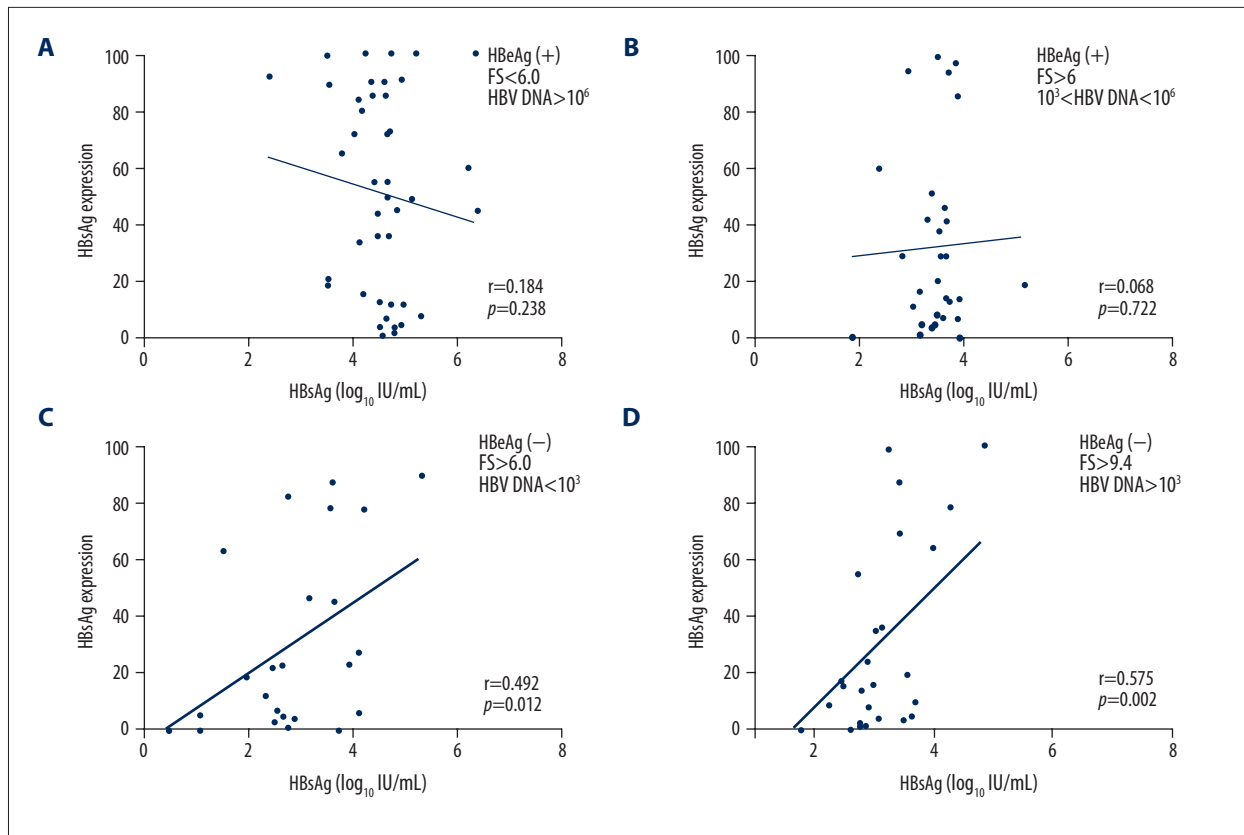 A
HBsAg expression
100
80
60
40
20
0
0
2
4
6
8
HBsAg (log₁₀ IU/mL)
HBeAg (+)
FS<6.0
HBV DNA>10⁶
r=0.184
p=0.238
B
HBsAg expression
100
80
60
40
20
0
0
2
4
6
8
HBsAg (log₁₀ IU/mL)
HBeAg (+)
FS>6
10³<HBV DNA<10⁶
r=0.068
p=0.722
C
HBsAg expression
100
80
60
40
20
0
0
2
4
6
8
HBsAg (log₁₀ IU/mL)
HBeAg (−)
FS>6.0
HBV DNA<10³
r=0.492
p=0.012
D
HBsAg expression
100
80
60
40
20
0
2
4
6
8
HBsAg (log₁₀ IU/mL)
HBeAg (−)
FS>9.4
HBV DNA>10³
r=0.575
p=0.002